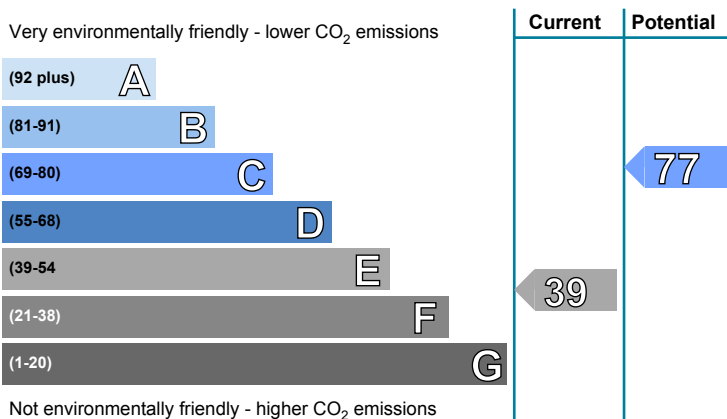 Current Potential
Very environmentally friendly - lower CO2 emissions
(92 plus) A
(81-91) B
(69-80) C
77
(55-68) D
(39-54 E
39
(21-38) F
(1-20) G
Not environmentally friendly - higher CO2 emissions